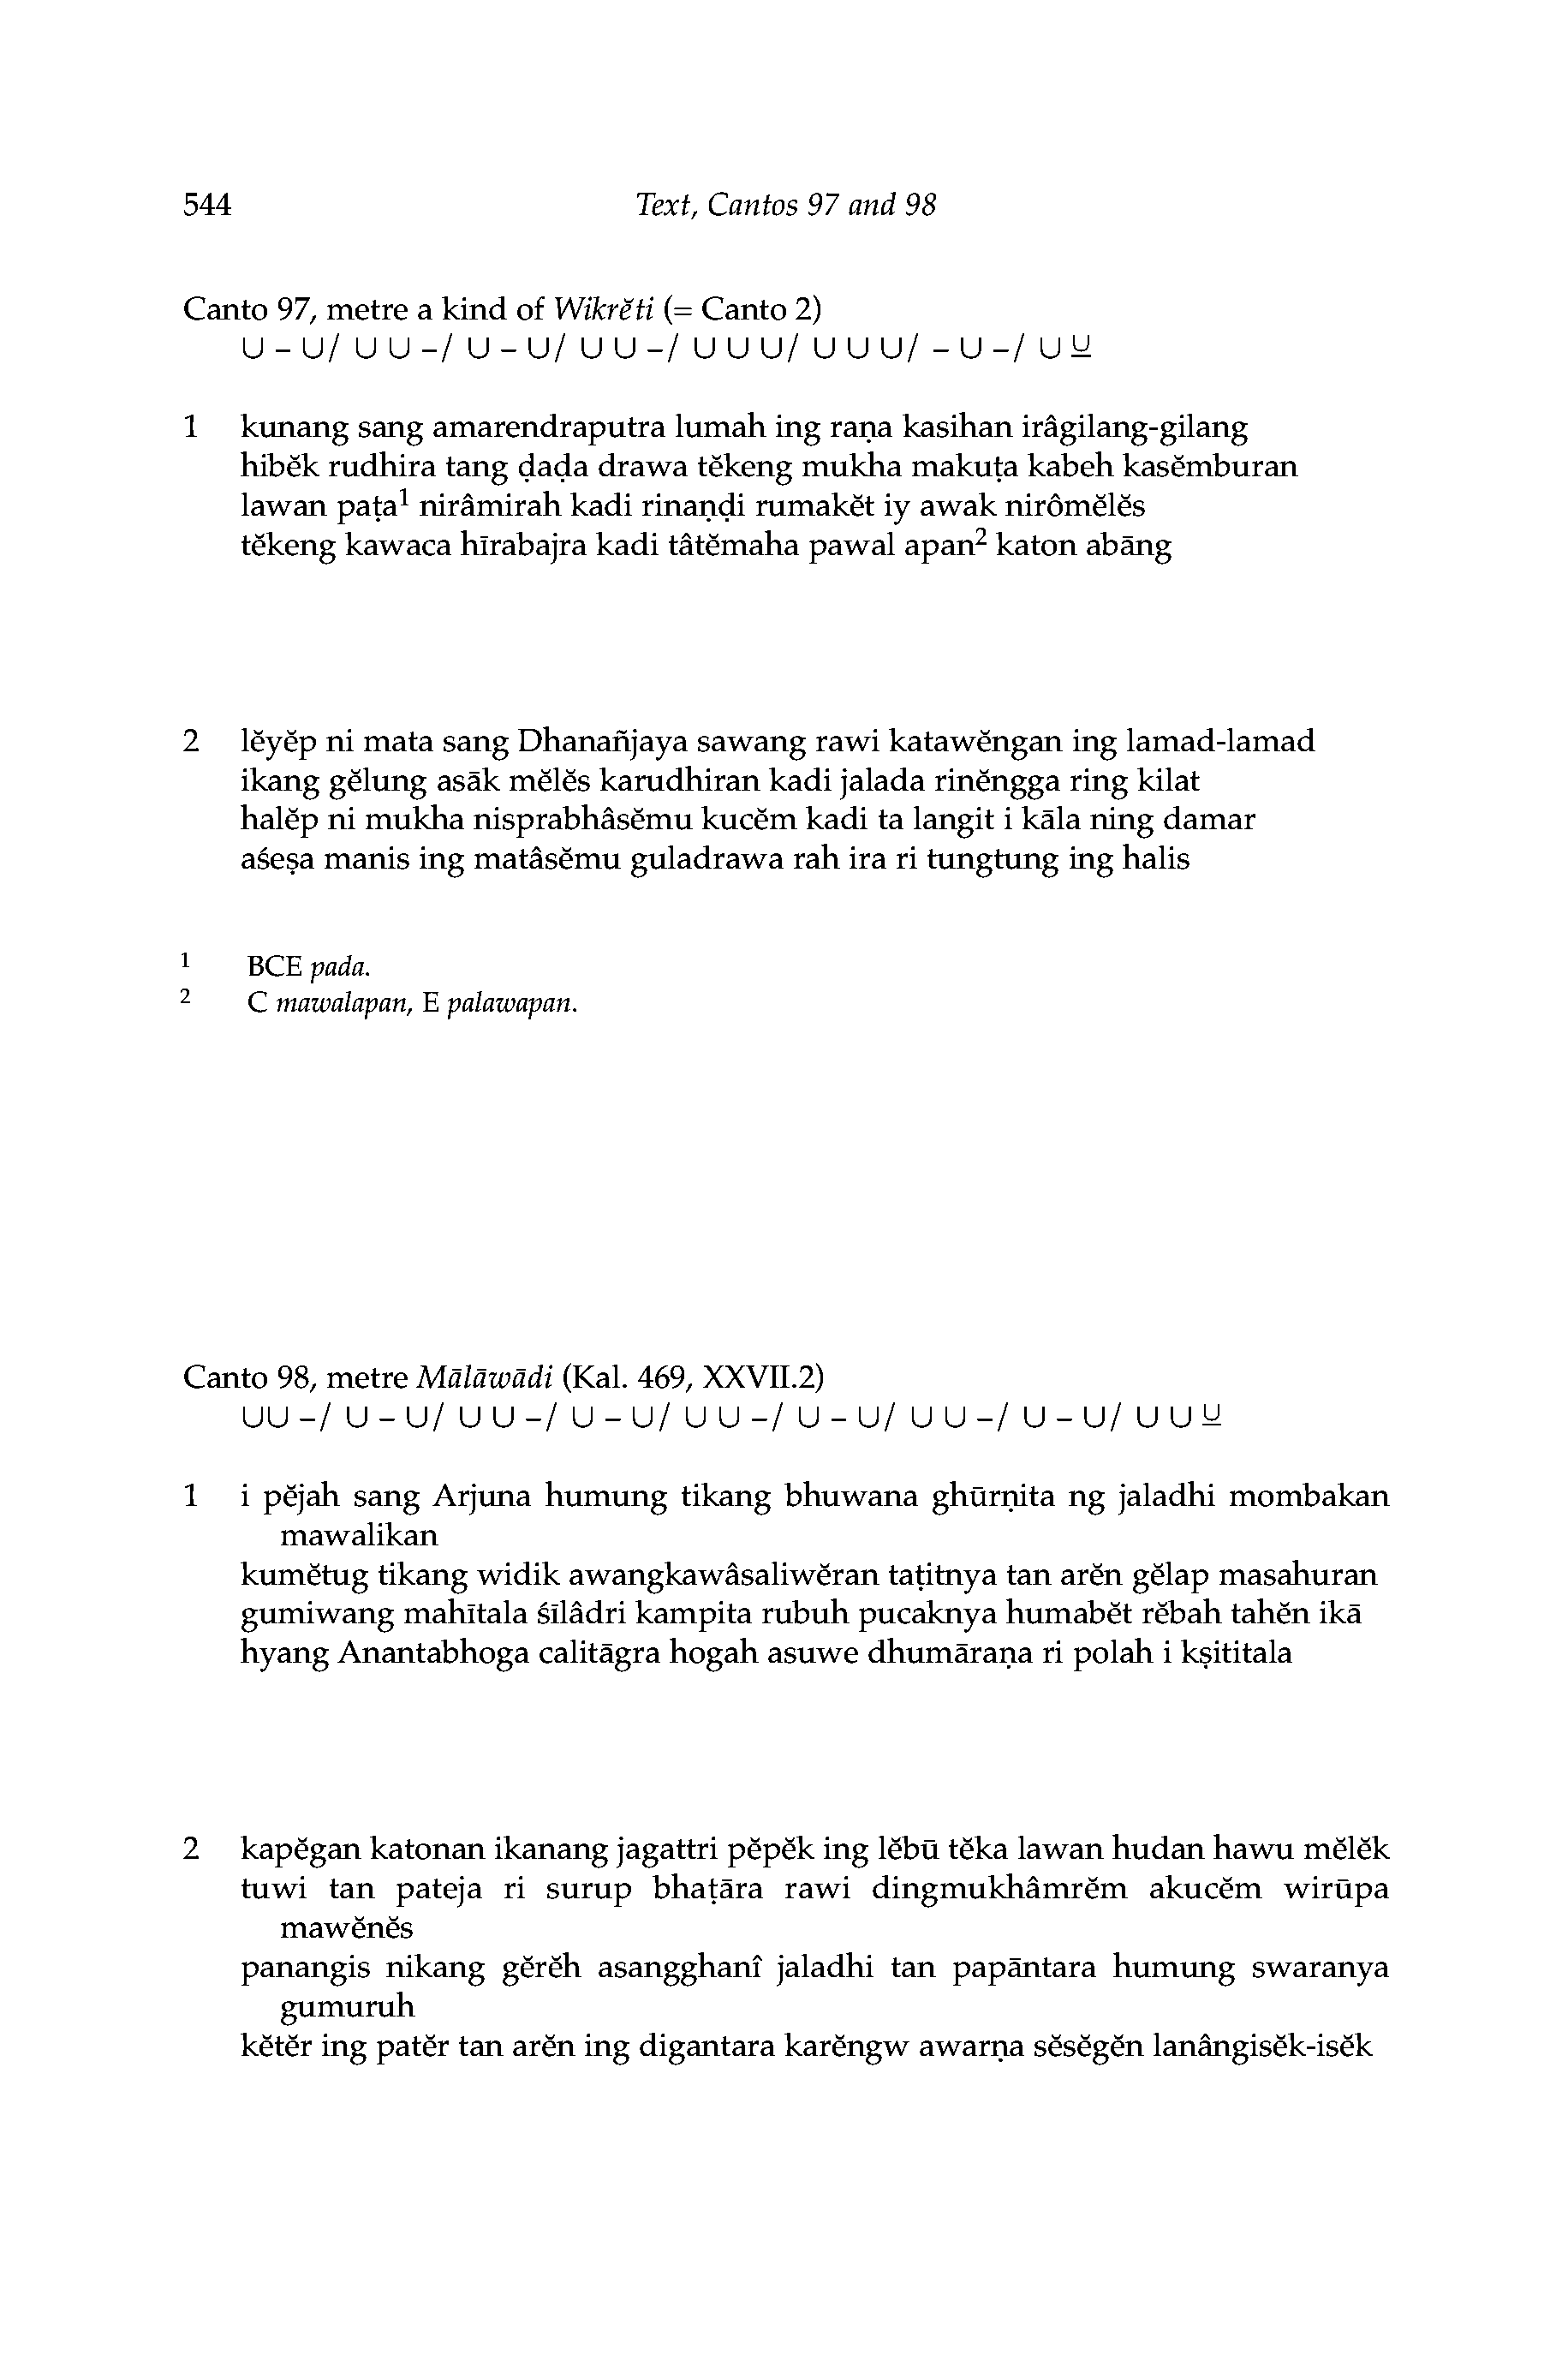 544 Text, Cantos 97 and 98
Canto 97, metre a kind of Wikrĕti (= Canto 2)
∪ – ∪/ ∪ ∪ –/ ∪ – ∪/ ∪ ∪ –/ ∪ ∪ ∪/ ∪ ∪ ∪/ – ∪ –/ ∪ ⊻
1 kunang sang amarendraputra lumah ing raṇa kasihan irâgilang-gilang
hibĕk rudhira tang ḍaḍa drawa tĕkeng mukha makuṭa kabeh kasĕmburan
lawan paṭa¹ nirâmirah kadi rinaṇḍi rumakĕt iy awak nirômĕlĕs
tĕkeng kawaca hīrabajra kadi tâtĕmaha pawal apan² katon abāng
2 lĕyĕp ni mata sang Dhanañjaya sawang rawi katawĕngan ing lamad-lamad
ikang gĕlung asāk mĕlĕs karudhiran kadi jalada rinĕngga ring kilat
halĕp ni mukha nisprabhâsĕmu kucĕm kadi ta langit i kāla ning damar
aśeṣa manis ing matâsĕmu guladrawa rah ira ri tungtung ing halis
1 BCE pada.
2 C mawalapan, E palawapan.
Canto 98, metre Mālāwādi (Kal. 469, XXVII.2)
∪∪ –/ ∪ – ∪/ ∪ ∪ –/ ∪ – ∪/ ∪ ∪ –/ ∪ – ∪/ ∪ ∪ –/ ∪ – ∪/ ∪ ∪ ⊻
1 i pĕjah sang Arjuna humung tikang bhuwana ghūrṇita ng jaladhi mombakan
mawalikan
kumĕtug tikang widik awangkawâsaliwĕran taṭitnya tan arĕn gĕlap masahuran
gumiwang mahītala śīlâdri kampita rubuh pucaknya humabĕt rĕbah tahĕn ikā
hyang Anantabhoga calitāgra hogah asuwe dhumāraṇa ri polah i kṣititala
2 kapĕgan katonan ikanang jagattri pĕpĕk ing lĕbū tĕka lawan hudan hawu mĕlĕk
tuwi tan pateja ri surup bhaṭāra rawi dingmukhâmrĕm akucĕm wirūpa
mawĕnĕs
panangis nikang gĕrĕh asangghanî jaladhi tan papāntara humung swaranya
gumuruh
kĕtĕr ing patĕr tan arĕn ing digantara karĕngw awarṇa sĕsĕgĕn lanângisĕk-isĕk